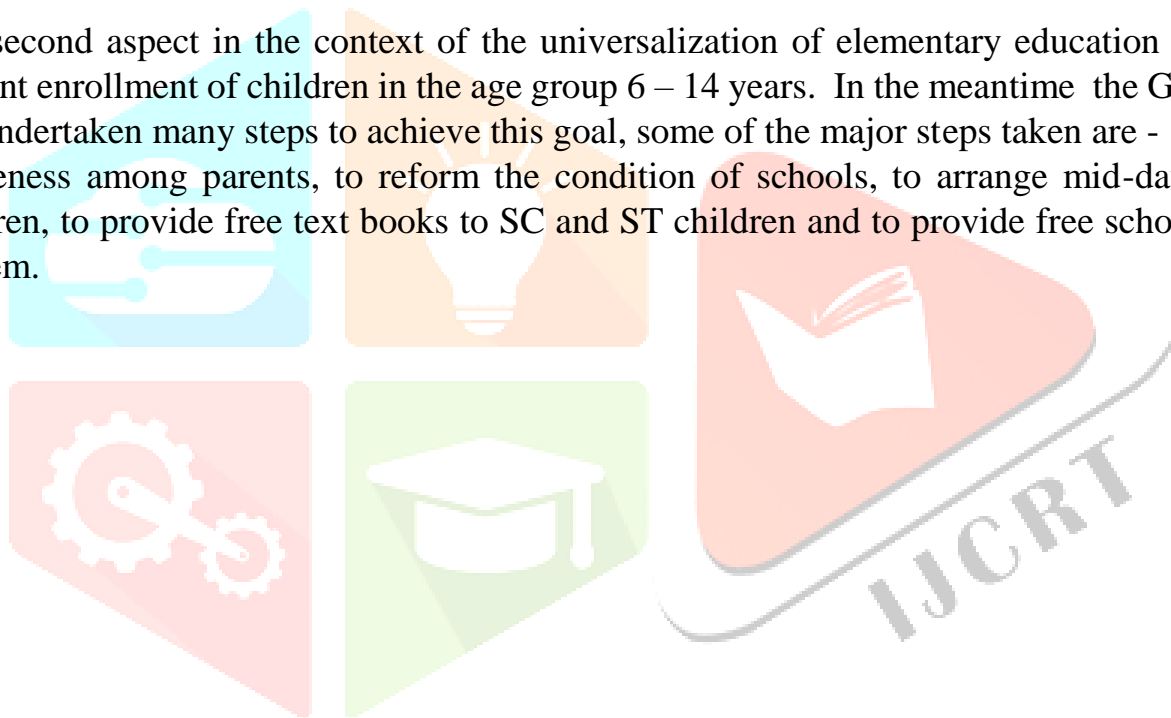 second aspect in the context of the universalization of elementary education
nt enrollment of children in the age group 6 – 14 years. In the meantime the G
ndertaken many steps to achieve this goal, some of the major steps taken are -
eness among parents, to reform the condition of schools, to arrange mid-da
ren, to provide free text books to SC and ST children and to provide free scho
em.
IJCRT